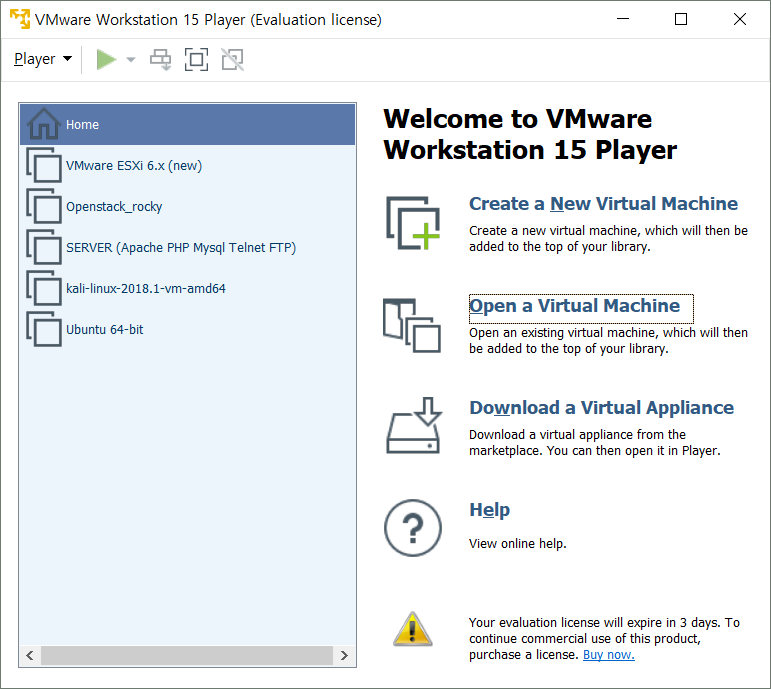 VMware Workstation 15 Player (Evaluation license)
Player
Home
VMware ESXi 6.x (new)
Openstack_rocky
SERVER (Apache PHP Mysql Telnet FTP)
kali-linux-2018.1-vm-amd64
Ubuntu 64-bit
Welcome to VMware
Workstation 15 Player
Create a New Virtual Machine
Create a new virtual machine, which will then be
added to the top of your library.
Open a Virtual Machine
Open an existing virtual machine, which will then
be added to the top of your library.
Download a Virtual Appliance
Download a virtual appliance from the
marketplace. You can then open it in Player.
Help
View online help.
Your evaluation license will expire in 3 days. To
continue commercial use of this product,
purchase a license. Buy now.